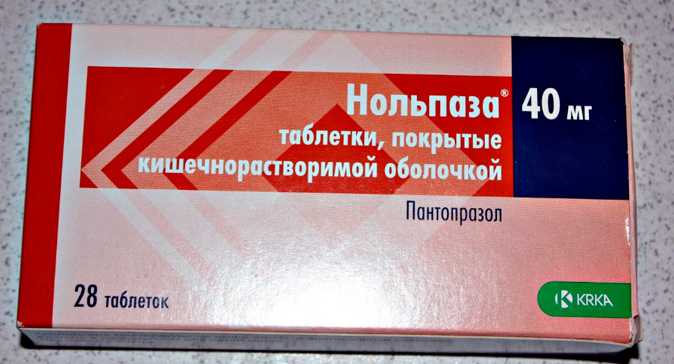 Нольпаза® 40 мг
таблетки, покрытые
кишечнорастворимой оболочкой
Пантопразол
28 таблеток
KRKA